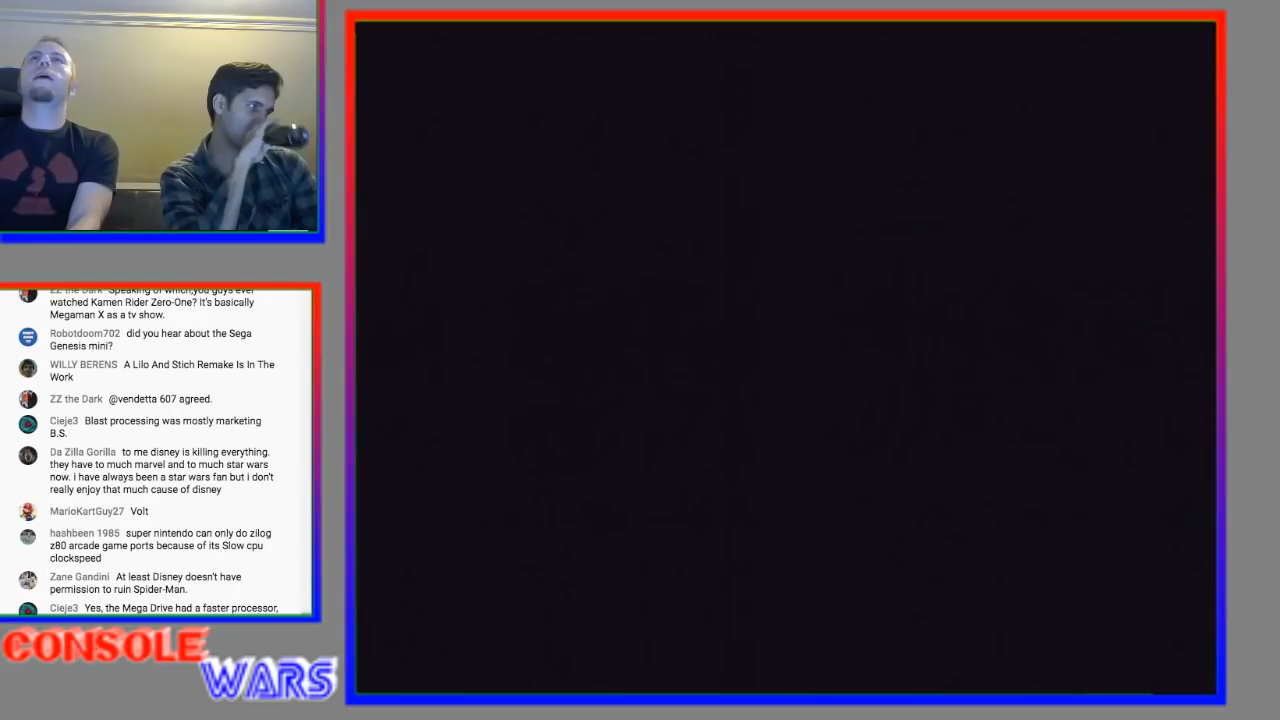 ZZ the Dark Speaking of which,you guys ever
watched Kamen Rider Zero-One? It's basically
Megaman X as a tv show.
Robotdoom702 did you hear about the Sega
Genesis mini?
WILLY BERENS A Lilo And Stich Remake Is In The
Work
ZZ the Dark @vendetta 607 agreed.
Cieje3 Blast processing was mostly marketing
B.S.
Da Zilla Gorilla to me disney is killing everything.
they have to much marvel and to much star wars
now. i have always been a star wars fan but i don't
really enjoy that much cause of disney
MarioKartGuy27 Volt
hashbeen 1985 super nintendo can only do zilog
z80 arcade game ports because of its Slow cpu
clockspeed
Zane Gandini At least Disney doesn't have
permission to ruin Spider-Man.
Cieje3 Yes, the Mega Drive had a faster processor,
CONSOLE
WARS